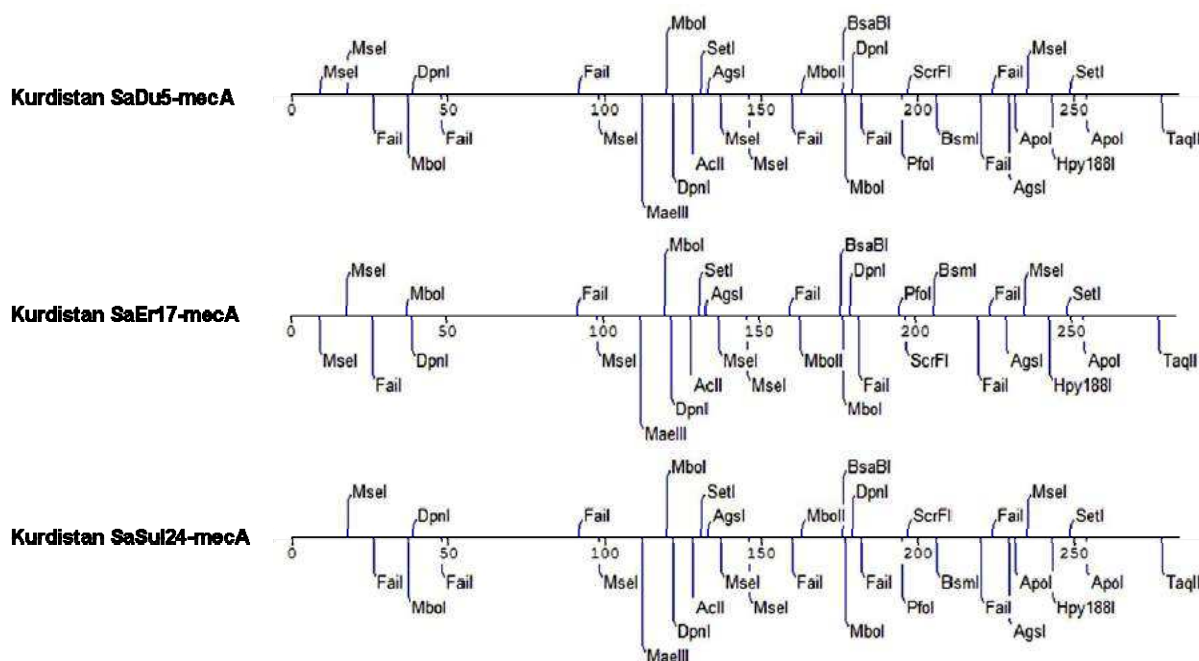 MboI BsaBI
MseI SetI DpnI MseI
MseI DpnI FaiI AgsI MboII ScrFI FaiI SetI
Kurdistan SaDu5-mecA
0 50 100 150 200 250
FaiI FaiI MseI MseI FaiI FaiI BsmI ApoI ApoI TaqII
MboI AclI MseI PfoI FaiI Hpy188I
DpnI MboI AgsI
MaeIII
MboI BsaBI
MseI SetI DpnI BsmI MseI
MboI FaiI AgsI FaiI PfoI FaiI SetI
Kurdistan SaEr17-mecA
0 50 100 150 200 250
MseI DpnI MseI MseI MboII ScrFI AgsI ApoI TaqII
FaiI AclI MseI FaiI FaiI Hpy188I
DpnI MboI
MaeIII
MboI BsaBI
MseI SetI DpnI MseI
DpnI FaiI AgsI MboII ScrFI FaiI SetI
Kurdistan SaSul24-mecA
0 50 100 150 200 250
FaiI FaiI MseI MseI FaiI FaiI BsmI ApoI ApoI TaqII
MboI AclI MseI PfoI FaiI Hpy188I
DpnI MboI AgsI
MaeIII